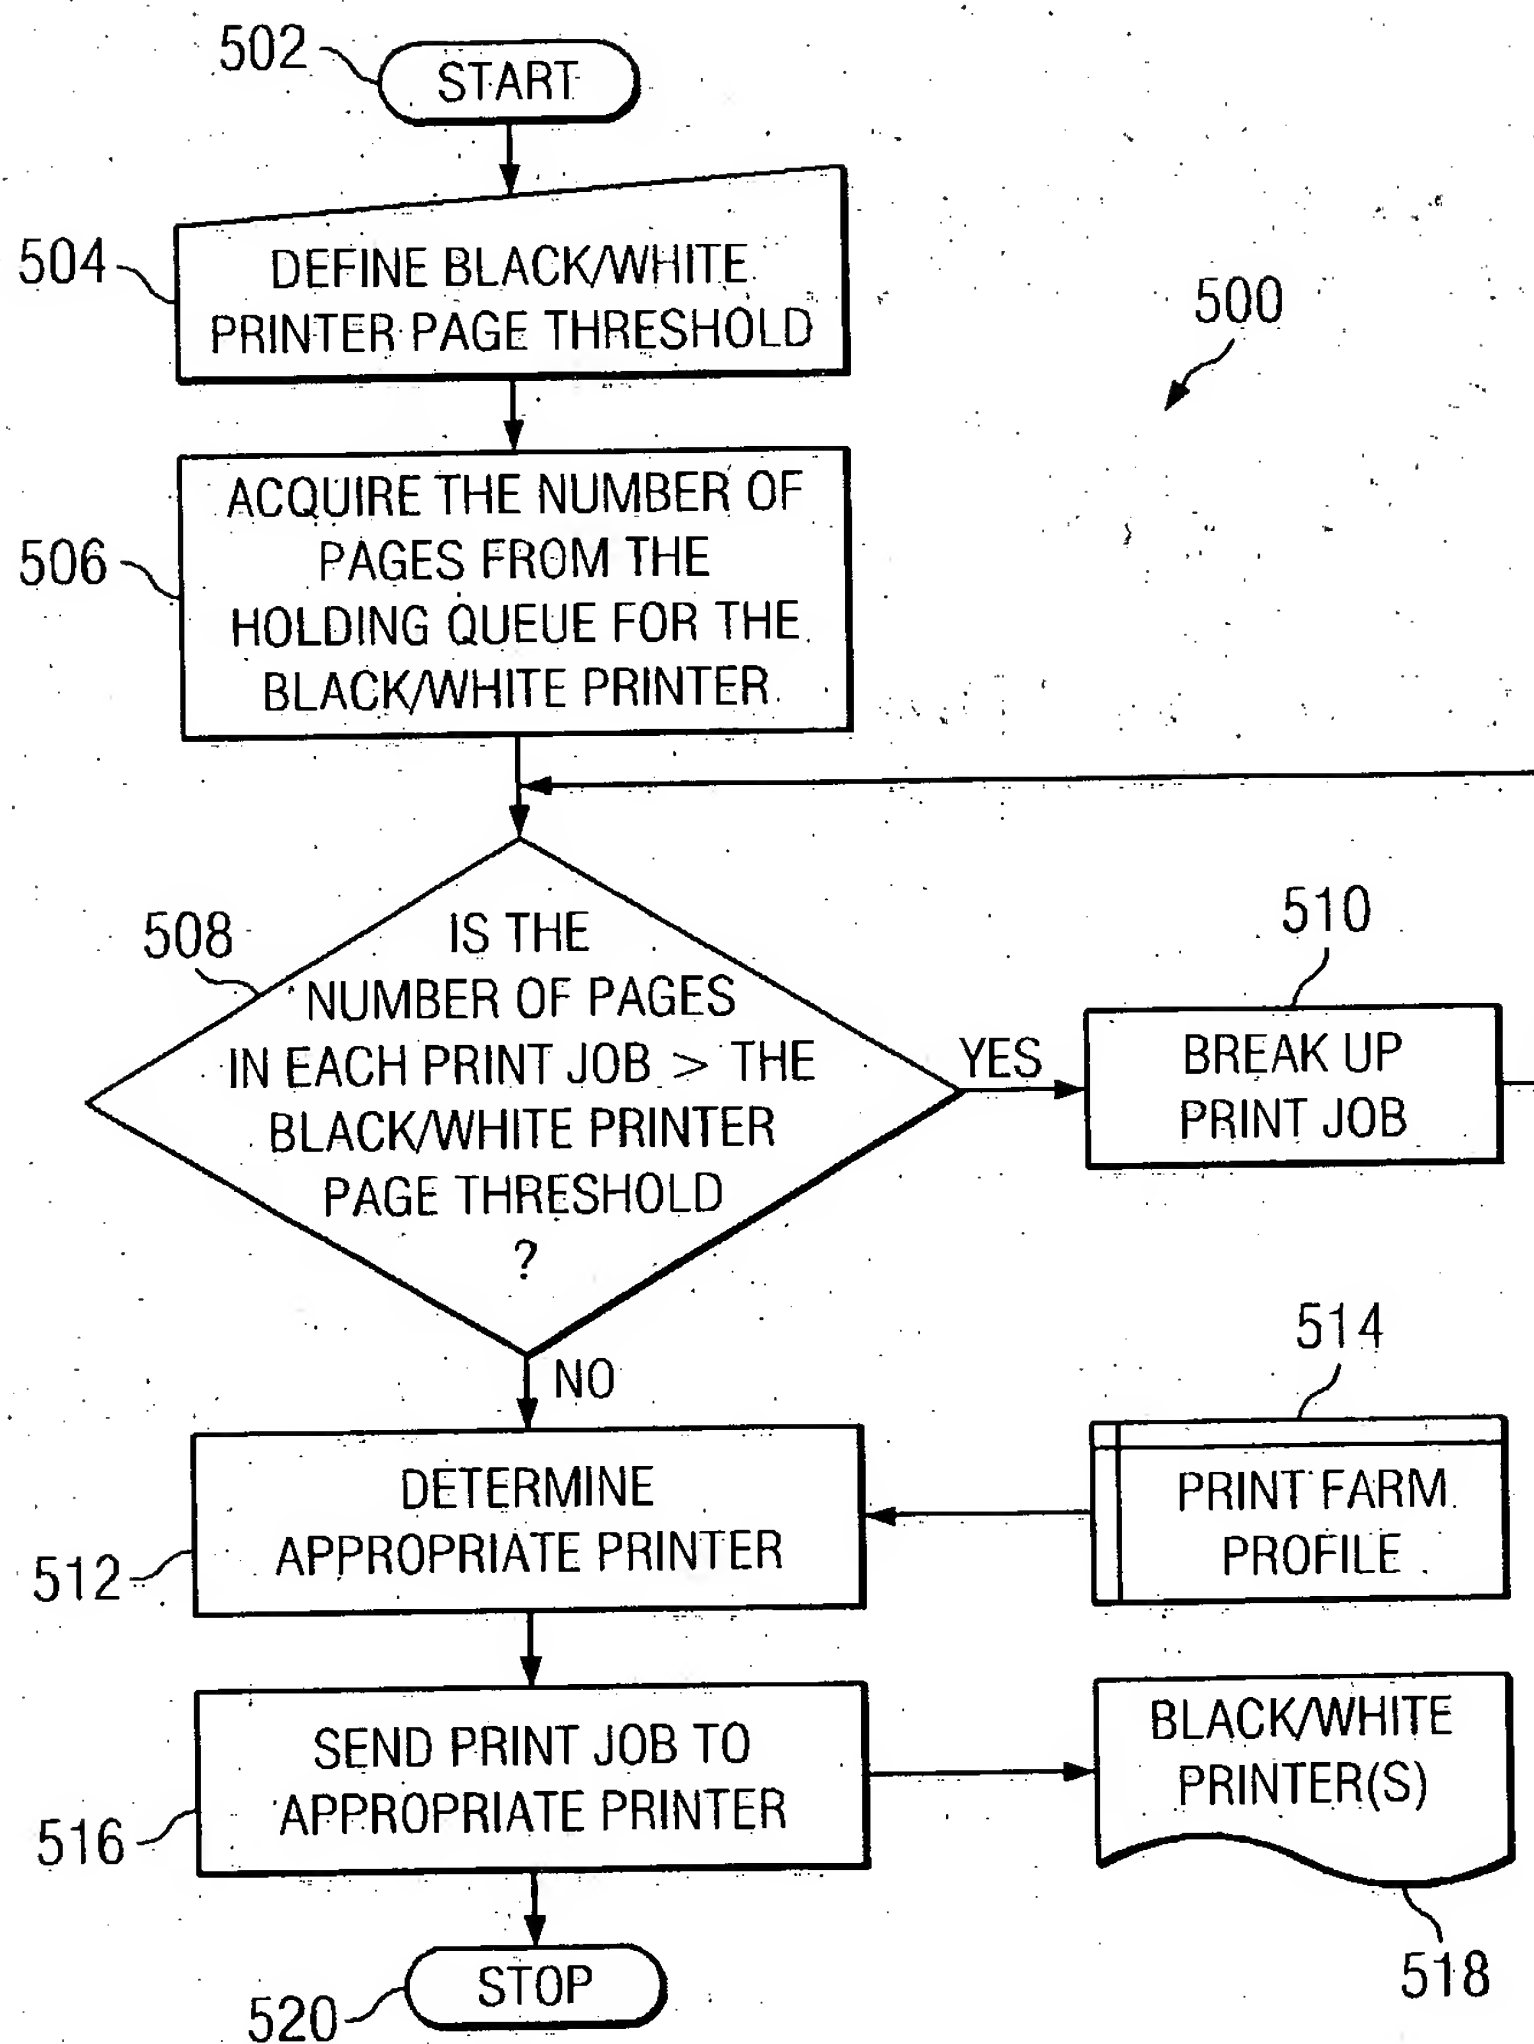 502
START
504
DEFINE BLACK/WHITE
PRINTER PAGE THRESHOLD
500
506
ACQUIRE THE NUMBER OF
PAGES FROM THE
HOLDING QUEUE FOR THE
BLACK/WHITE PRINTER
508
IS THE
NUMBER OF PAGES
IN EACH PRINT JOB > THE
BLACK/WHITE PRINTER
PAGE THRESHOLD
?
YES
510
BREAK UP
PRINT JOB
NO
512
DETERMINE
APPROPRIATE PRINTER
514
PRINT FARM
PROFILE
516
SEND PRINT JOB TO
APPROPRIATE PRINTER
BLACK/WHITE
PRINTER(S)
518
520
STOP